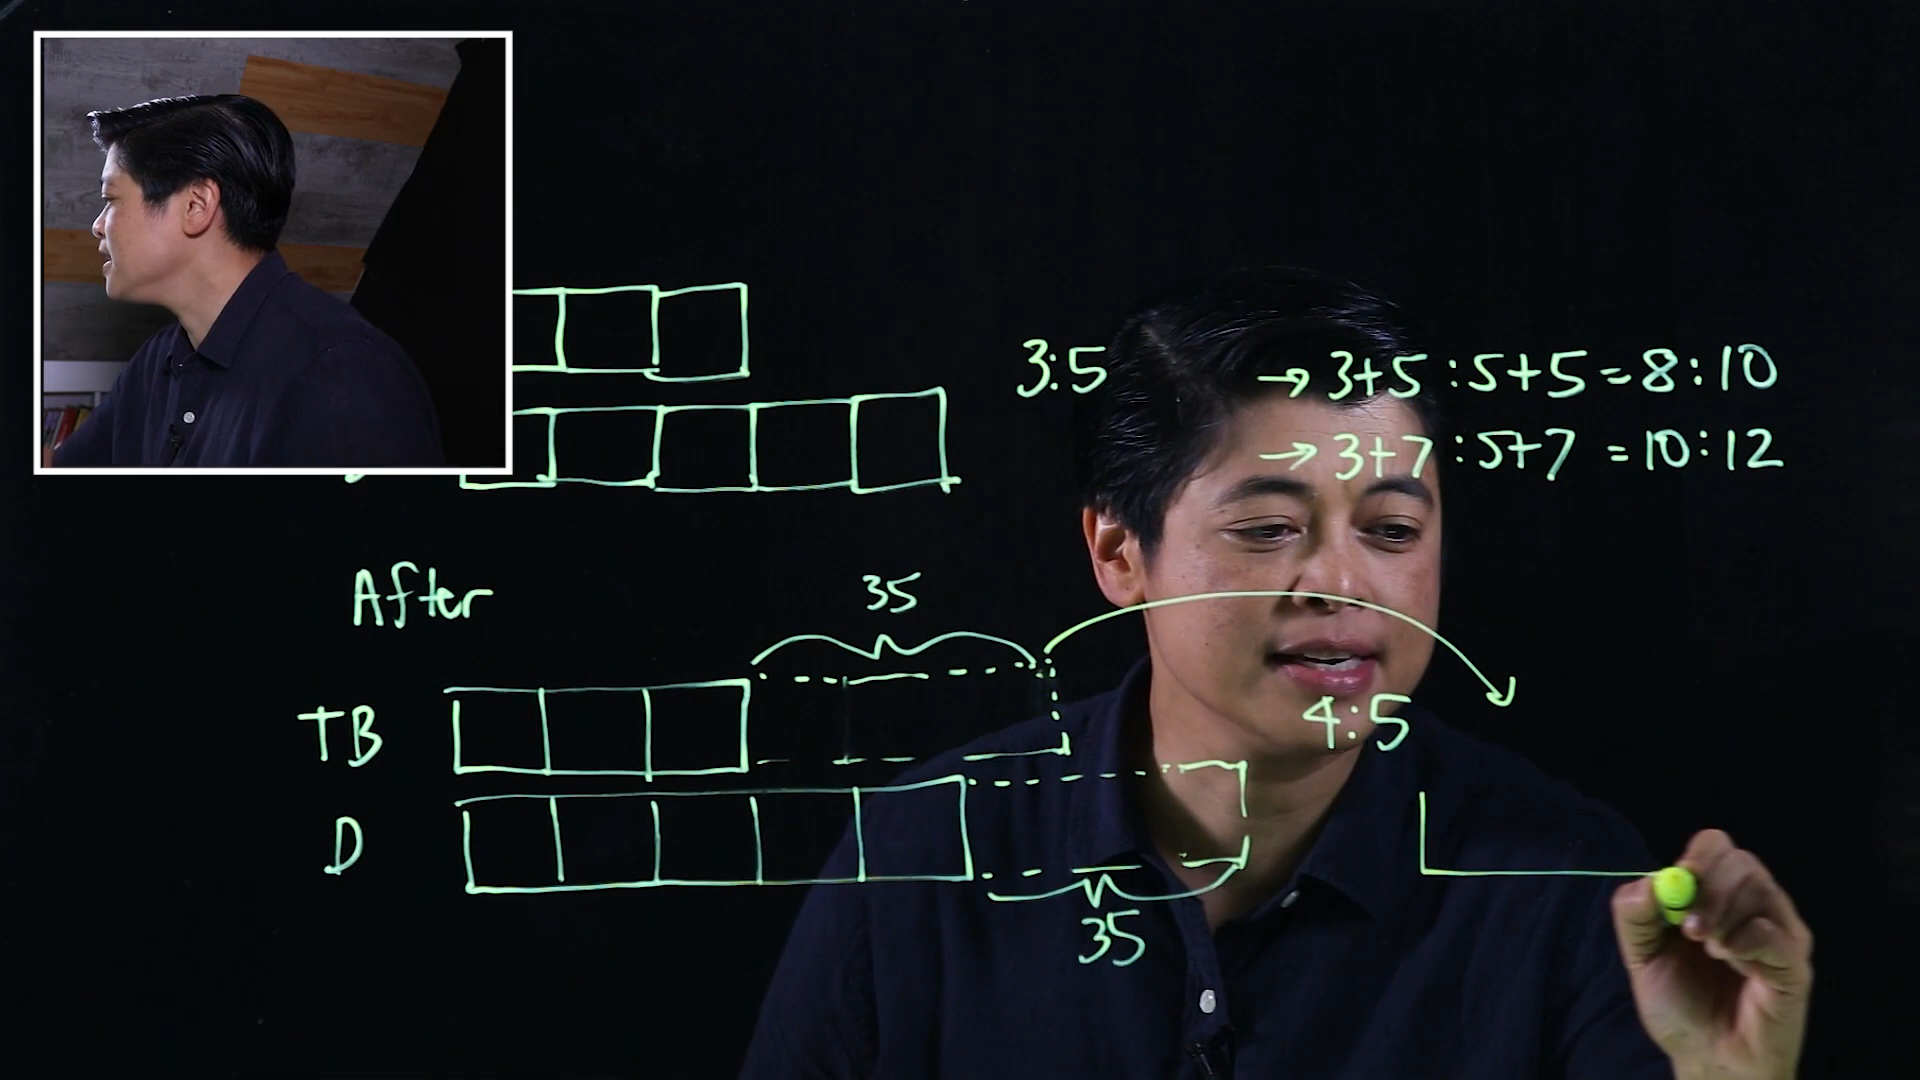 3:5 → 3+5 : 5+5 = 8:10
→ 3+7 : 5+7 = 10:12
After
35
TB
4:5
D
35